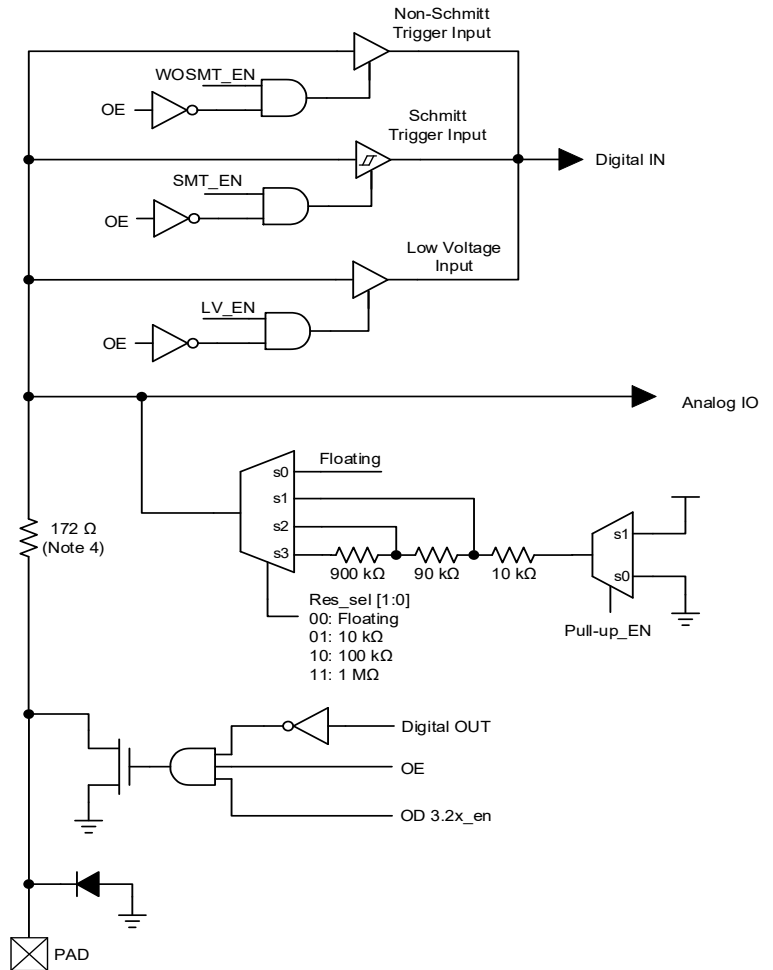 Non-Schmitt
Trigger Input
WOSMT_EN
OE
Schmitt
Trigger Input
Digital IN
SMT_EN
OE
Low Voltage
Input
LV_EN
OE
Analog IO
s0
Floating
s1
s2
s3
900 kΩ
90 kΩ
10 kΩ
s1
s0
Pull-up_EN
172 Ω
(Note 4)
Res_sel [1:0]
00: Floating
01: 10 kΩ
10: 100 kΩ
11: 1 MΩ
Digital OUT
OE
OD 3.2x_en
PAD